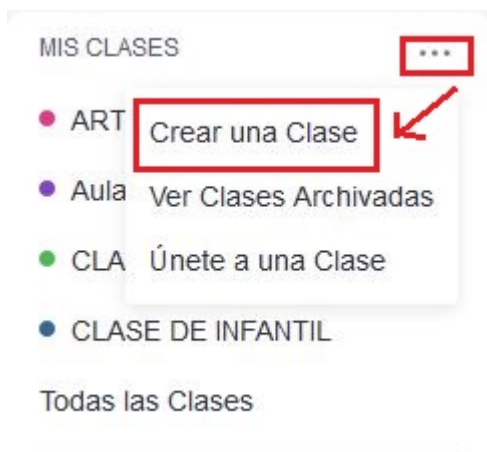 MIS CLASES ...
ART
Crear una Clase
Aula
Ver Clases Archivadas
CLA
Únete a una Clase
CLASE DE INFANTIL
Todas las Clases